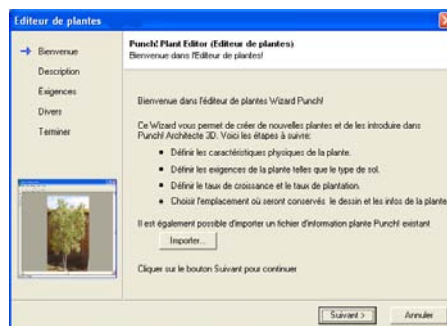 Editeur de plantes
Bienvenue
Description
Exigences
Divers
Terminer
Punch! Plant Editor (Editeur de plantes)
Bienvenue dans l'Editeur de plantes!
Bienvenue dans l'éditeur de plantes Wizard Punch!
Ce Wizard vous permet de créer de nouvelles plantes et de les introduire dans
Punch! Architecte 3D. Voici les étapes à suivre:
• Définir les caractéristiques physiques de la plante.
• Définir les exigences de la plante telles que le type de sol.
• Définir le taux de croissance et le taux de plantation.
• Choisir l'emplacement où seront conservés le dessin et les infos de la plante
Il est également possible d'importer un fichier d'information plante Punch! existant
Importer...
Cliquer sur le bouton Suivant pour continuer
Suivant >
Annuler